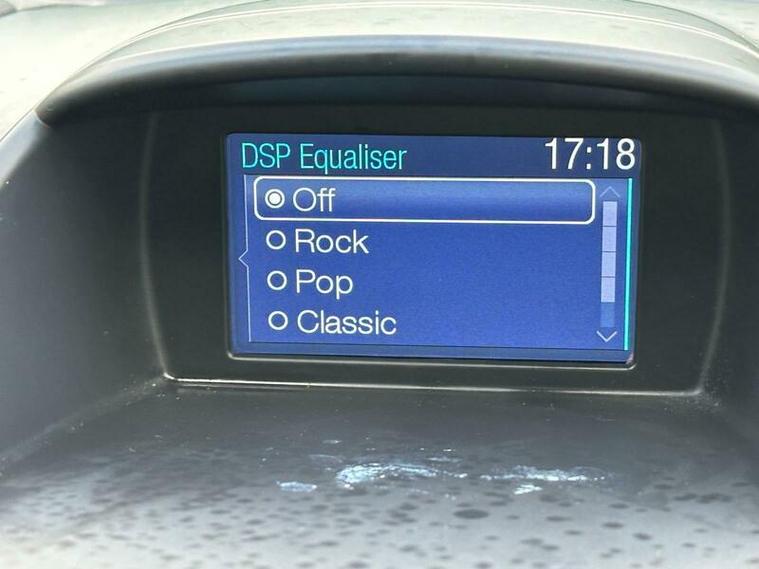 DSP Equaliser 17:18
Off
Rock
Pop
Classic